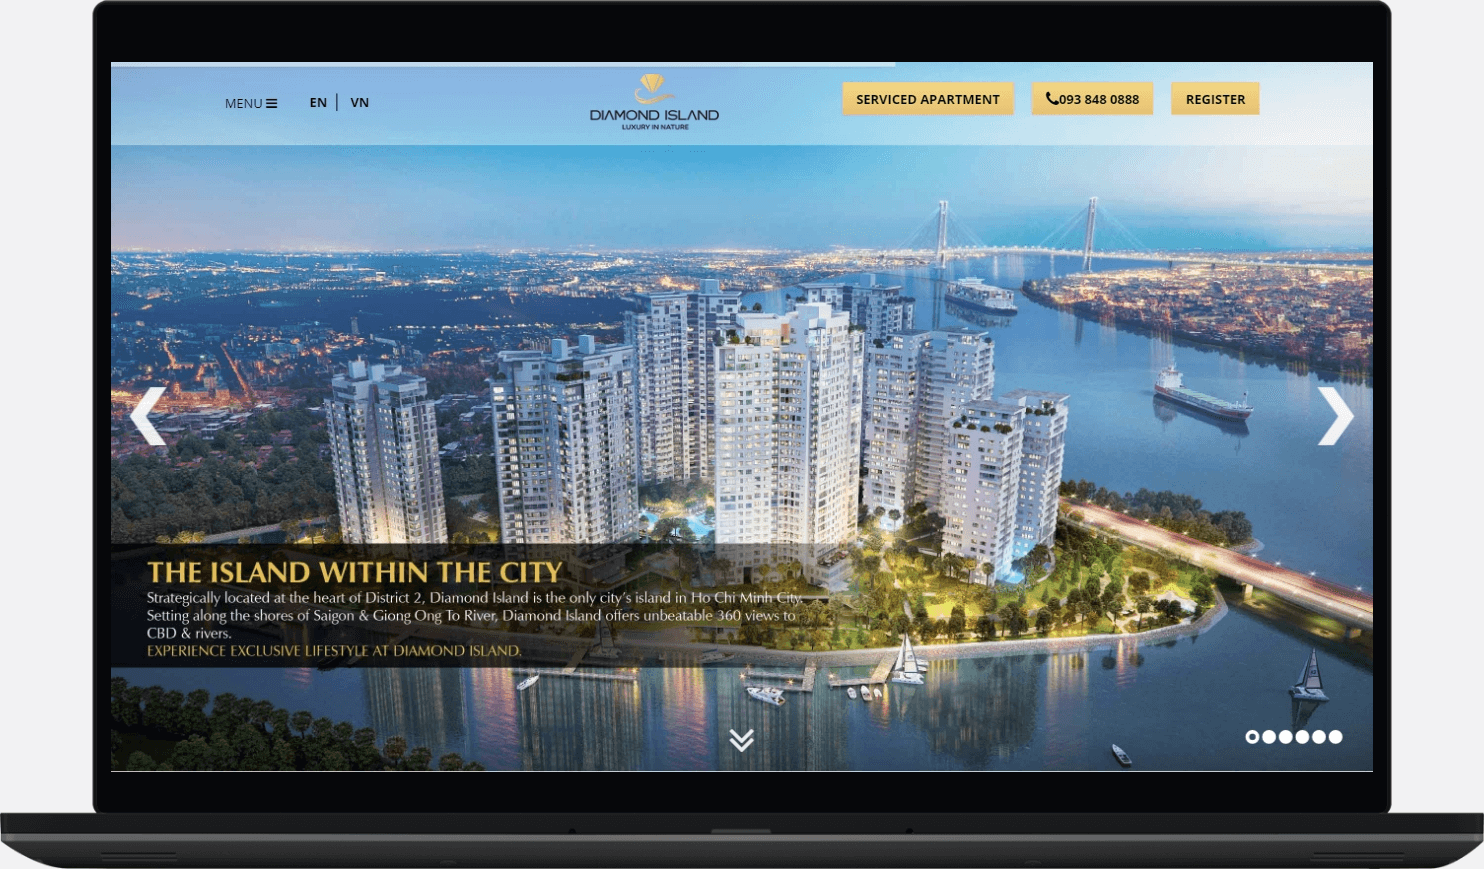 MENU
EN | VN
DIAMOND ISLAND
LUXURY IN NATURE
SERVICED APARTMENT
093 848 0888
REGISTER
THE ISLAND WITHIN THE CITY
Strategically located at the heart of District 2, Diamond Island is the only city's island in Ho Chi Minh City.
Setting along the shores of Saigon & Giong Ong To River, Diamond Island offers unbeatable 360 views to
CBD & rivers.
EXPERIENCE EXCLUSIVE LIFESTYLE AT DIAMOND ISLAND.